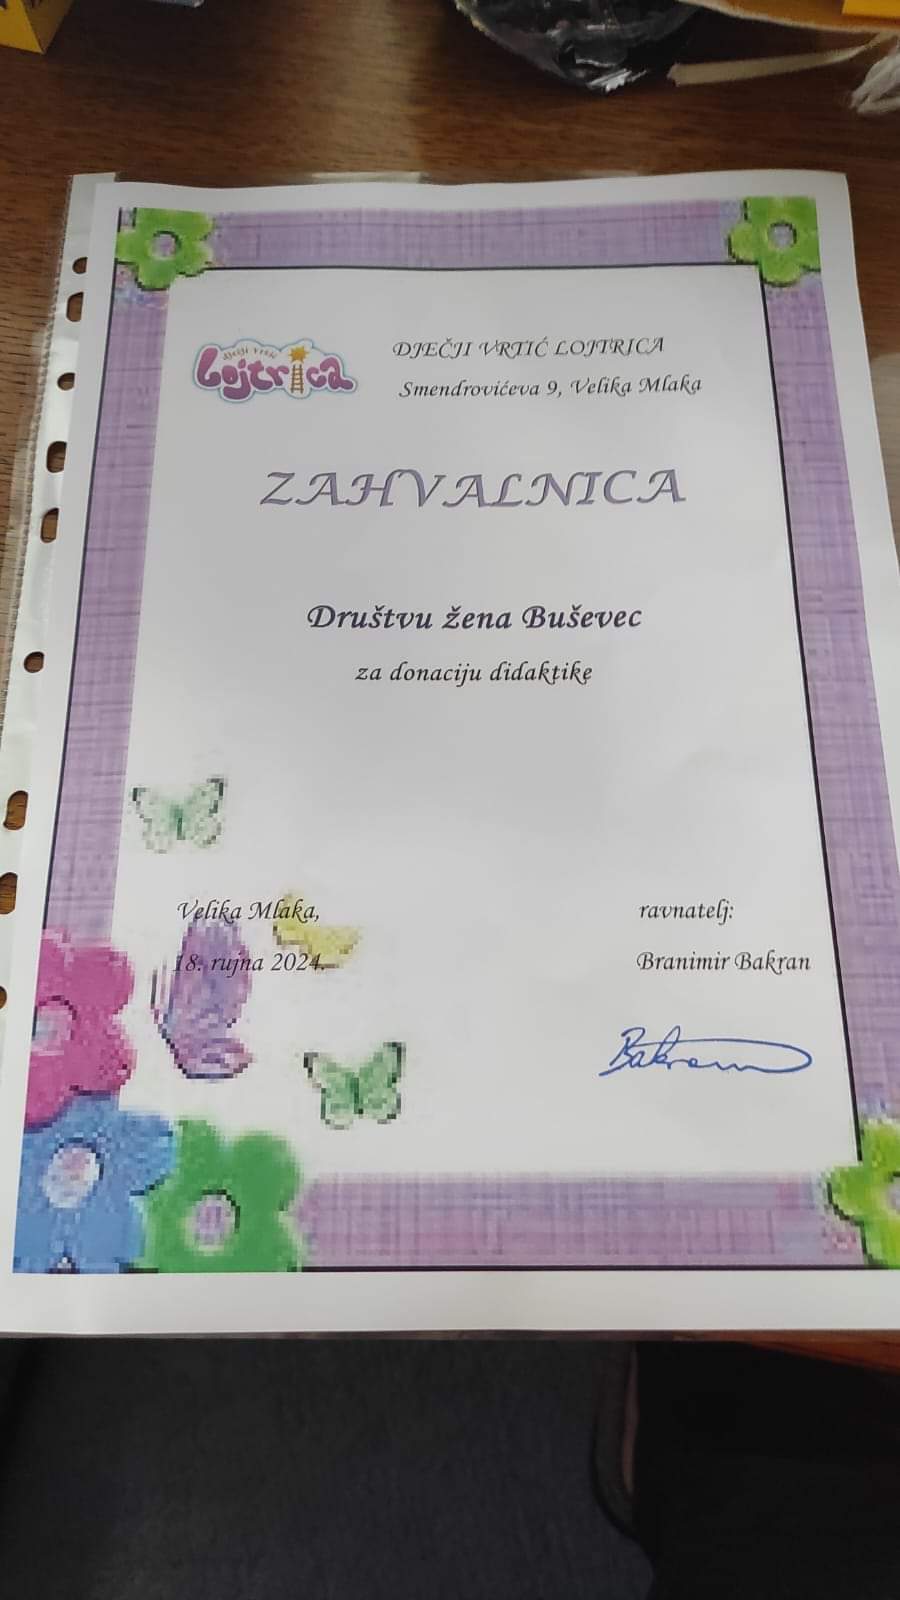 dječji vrtić
Lojtrica
DJEČJI VRTIĆ LOJTRICA
Smendrovićeva 9, Velika Mlaka
ZAHVALNICA
Društvu žena Buševec
za donaciju didaktike
Velika Mlaka,
18. rujna 2024.
ravnatelj:
Branimir Bakran
Bakran